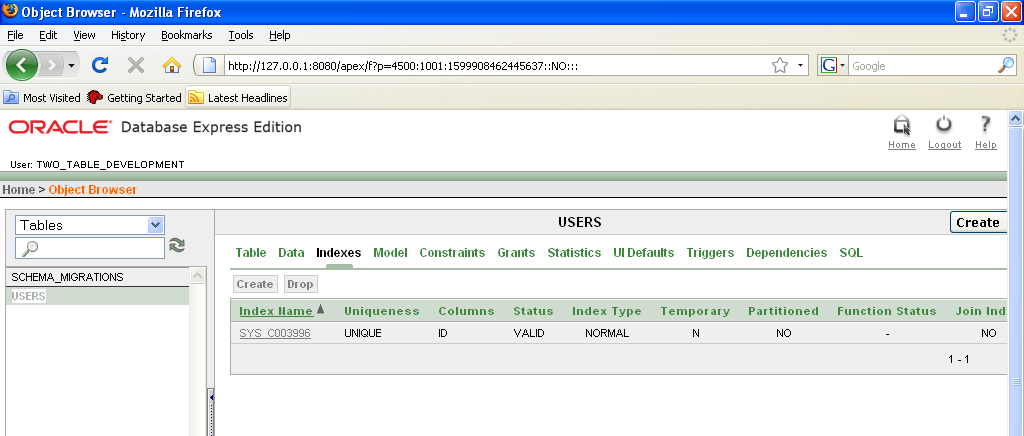 Object Browser - Mozilla Firefox
File Edit View History Bookmarks Tools Help
http://127.0.0.1:8080/apex/f?p=4500:1001:1599908462445637::NO:::
G Google
Most Visited Getting Started Latest Headlines
ORACLE Database Express Edition
Home Logout Help
User: TWO_TABLE_DEVELOPMENT
Home > Object Browser
Tables
USERS
Create
Table Data Indexes Model Constraints Grants Statistics UI Defaults Triggers Dependencies SQL
SCHEMA_MIGRATIONS
USERS
Create Drop
Index Name Uniqueness Columns Status Index Type Temporary Partitioned Function Status Join Ind
SYS_C003996 UNIQUE ID VALID NORMAL N NO - NO
1 - 1